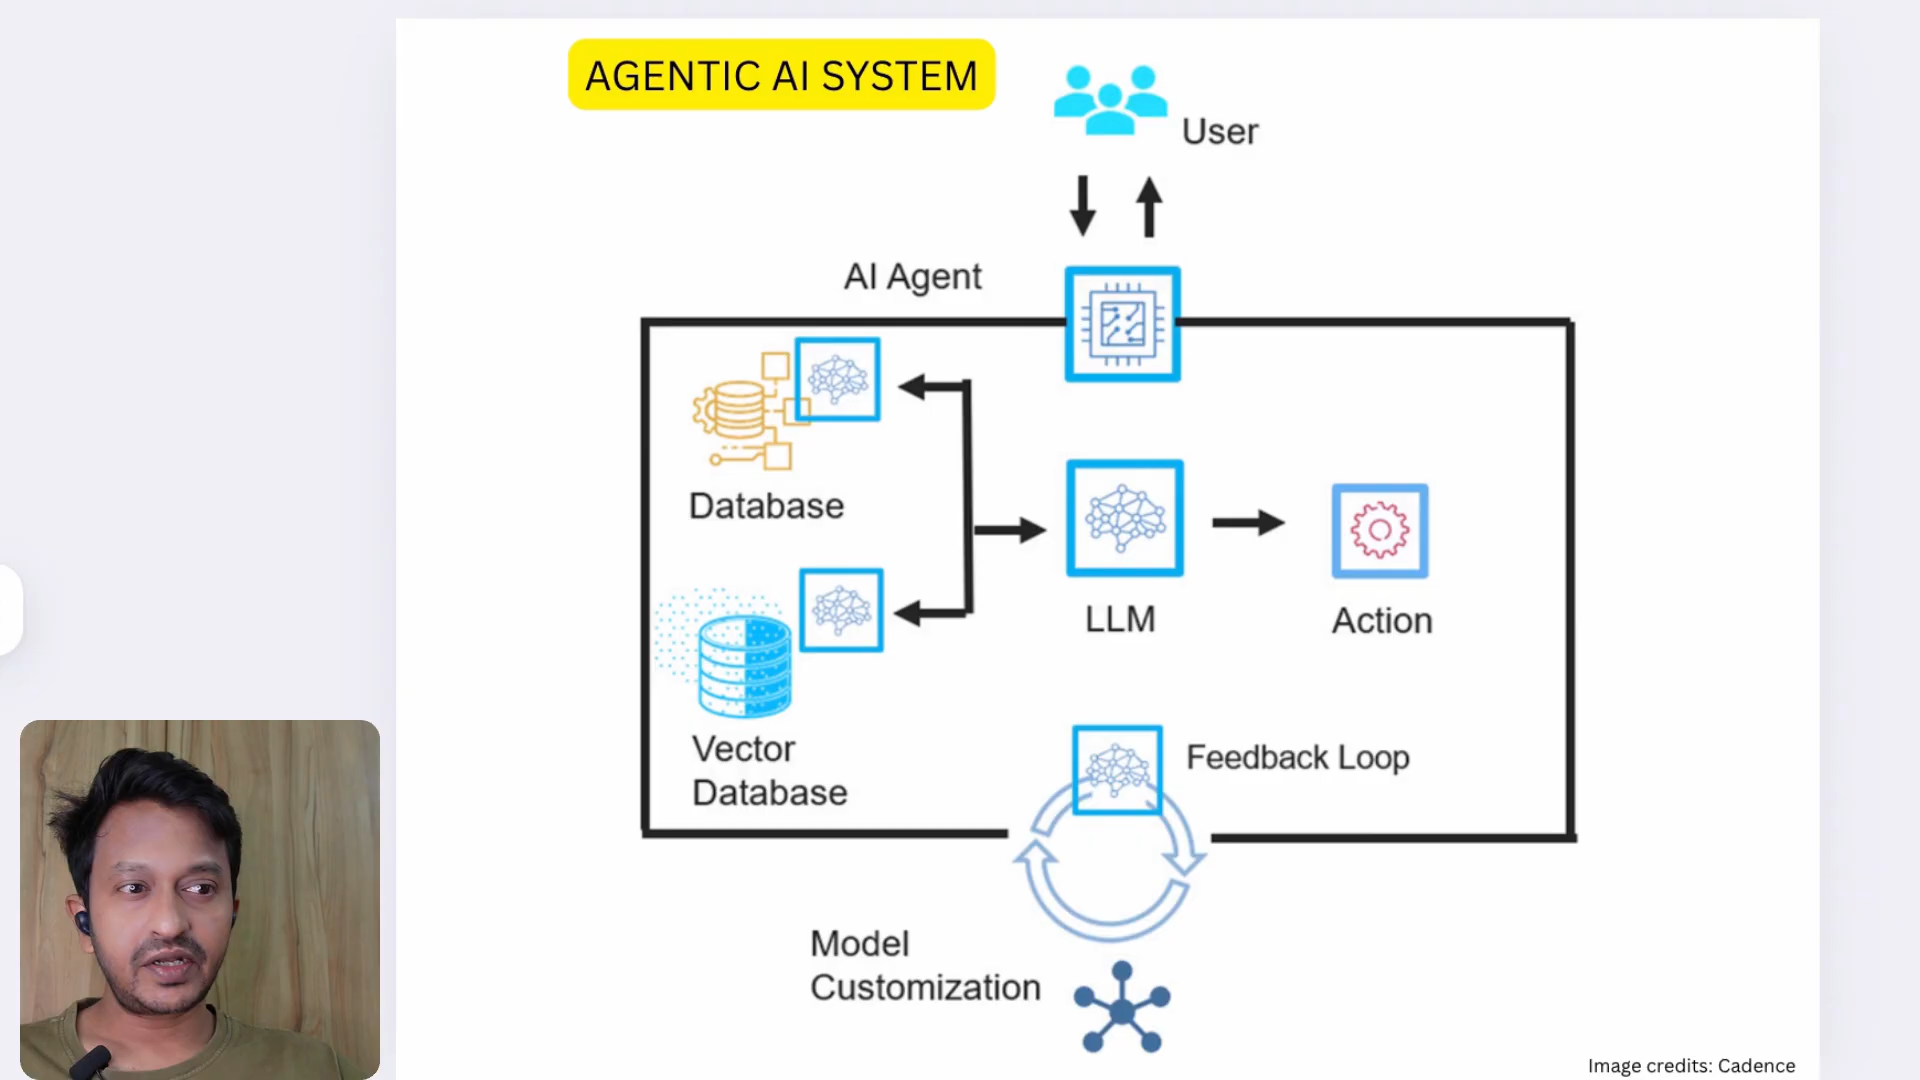 AGENTIC AI SYSTEM
User
AI Agent
Database
LLM
Action
Vector
Database
Feedback Loop
Model
Customization
Image credits: Cadence